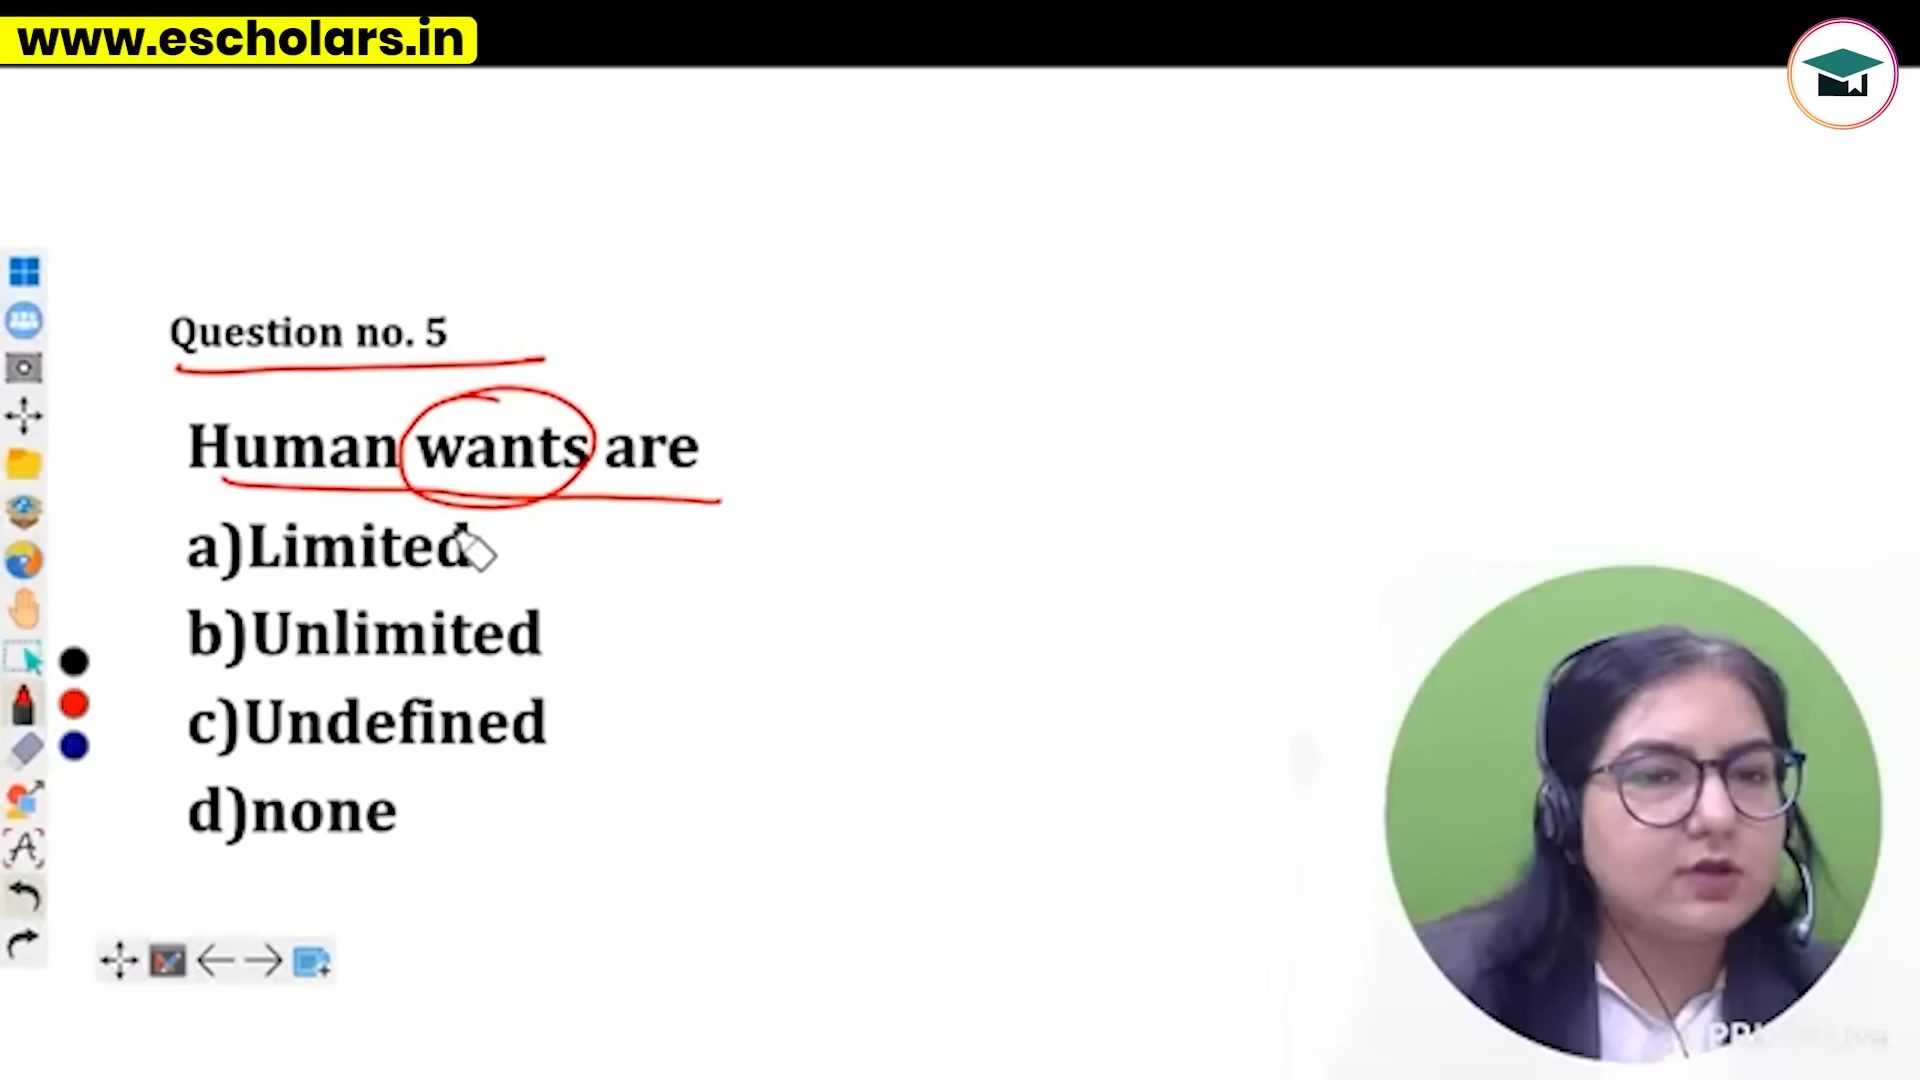 www.escholars.in
Question no. 5
Human wants are
a)Limited
b)Unlimited
c)Undefined
d)none